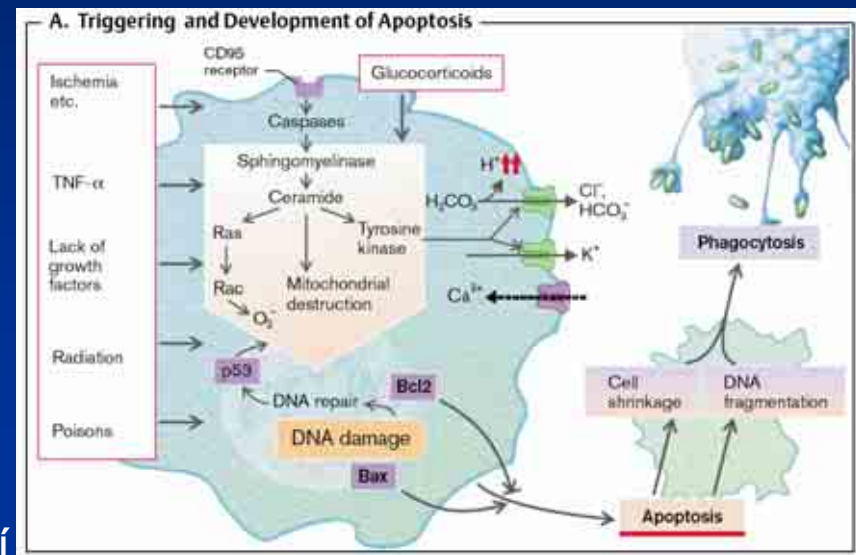 A. Triggering and Development of Apoptosis
Ischemia
etc.
TNF-α
Lack of
growth
factors
Radiation
Poisons
CD95
receptor
Glucocorticoids
Caspases
Sphingomyelinase
Ceramide
Ras
Rac
O₂⁻
Tyrosine
kinase
Mitochondrial
destruction
H⁺
H₂CO₃
Cl⁻,
HCO₃⁻
K⁺
Ca²⁺
p53
DNA repair
Bcl2
DNA damage
Bax
Phagocytosis
Cell
shrinkage
DNA
fragmentation
Apoptosis
í